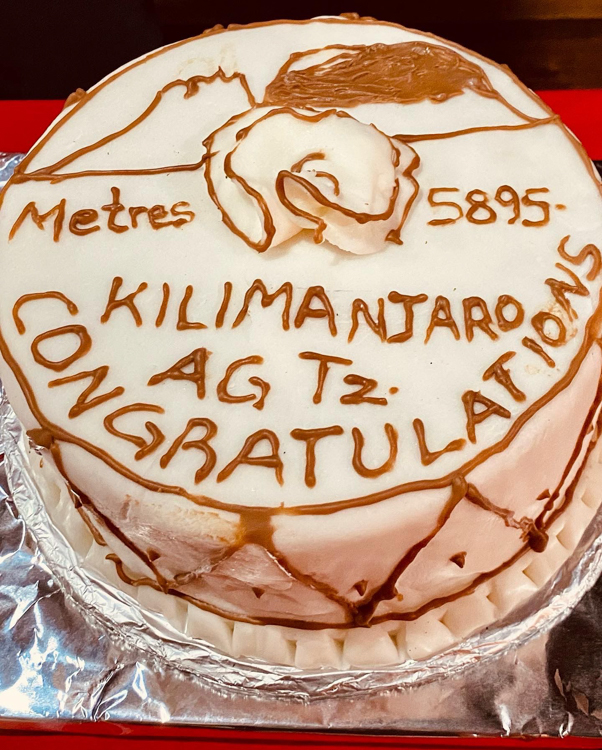 Metres 5895-
KILIMANJARO
AG Tz.
CONGRATULATIONS